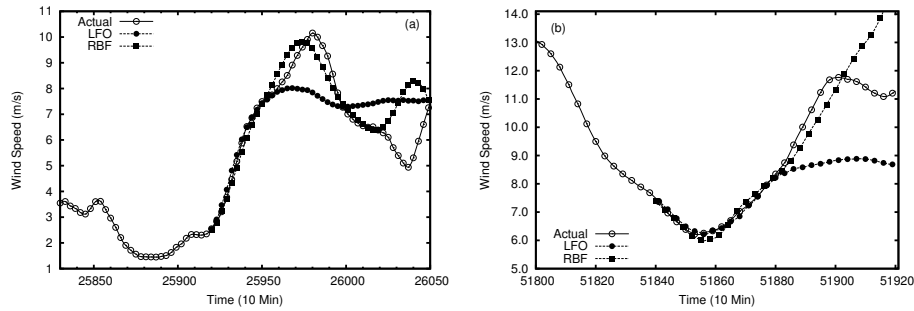 11
10
9
8
7
6
5
4
3
2
1
Wind Speed (m/s)
Actual
LFO
RBF
(a)
25850 25900 25950 26000 26050
Time (10 Min)
14.0
13.0
12.0
11.0
10.0
9.0
8.0
7.0
6.0
5.0
Wind Speed (m/s)
(b)
Actual
LFO
RBF
51800 51820 51840 51860 51880 51900 51920
Time (10 Min)